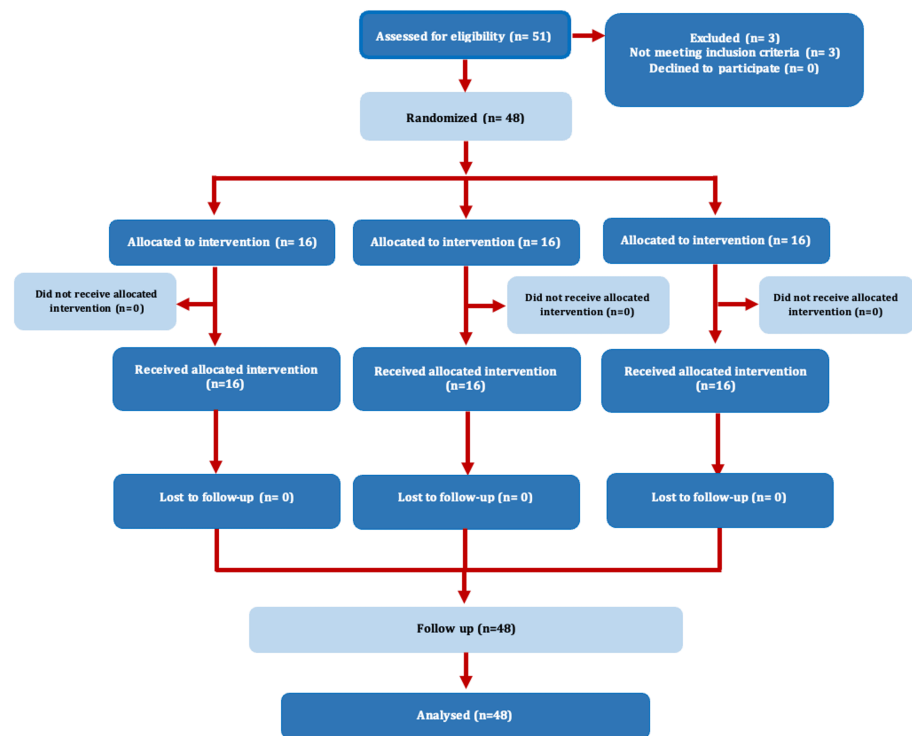 Assessed for eligibility (n= 51)
Excluded (n= 3)
Not meeting inclusion criteria (n= 3)
Declined to participate (n= 0)
Randomized (n= 48)
Allocated to intervention (n= 16)
Allocated to intervention (n= 16)
Allocated to intervention (n= 16)
Did not receive allocated
intervention (n=0)
Did not receive allocated
intervention (n=0)
Did not receive allocated
intervention (n=0)
Received allocated intervention
(n=16)
Received allocated intervention
(n=16)
Received allocated intervention
(n=16)
Lost to follow-up (n= 0)
Lost to follow-up (n= 0)
Lost to follow-up (n= 0)
Follow up (n=48)
Analysed (n=48)